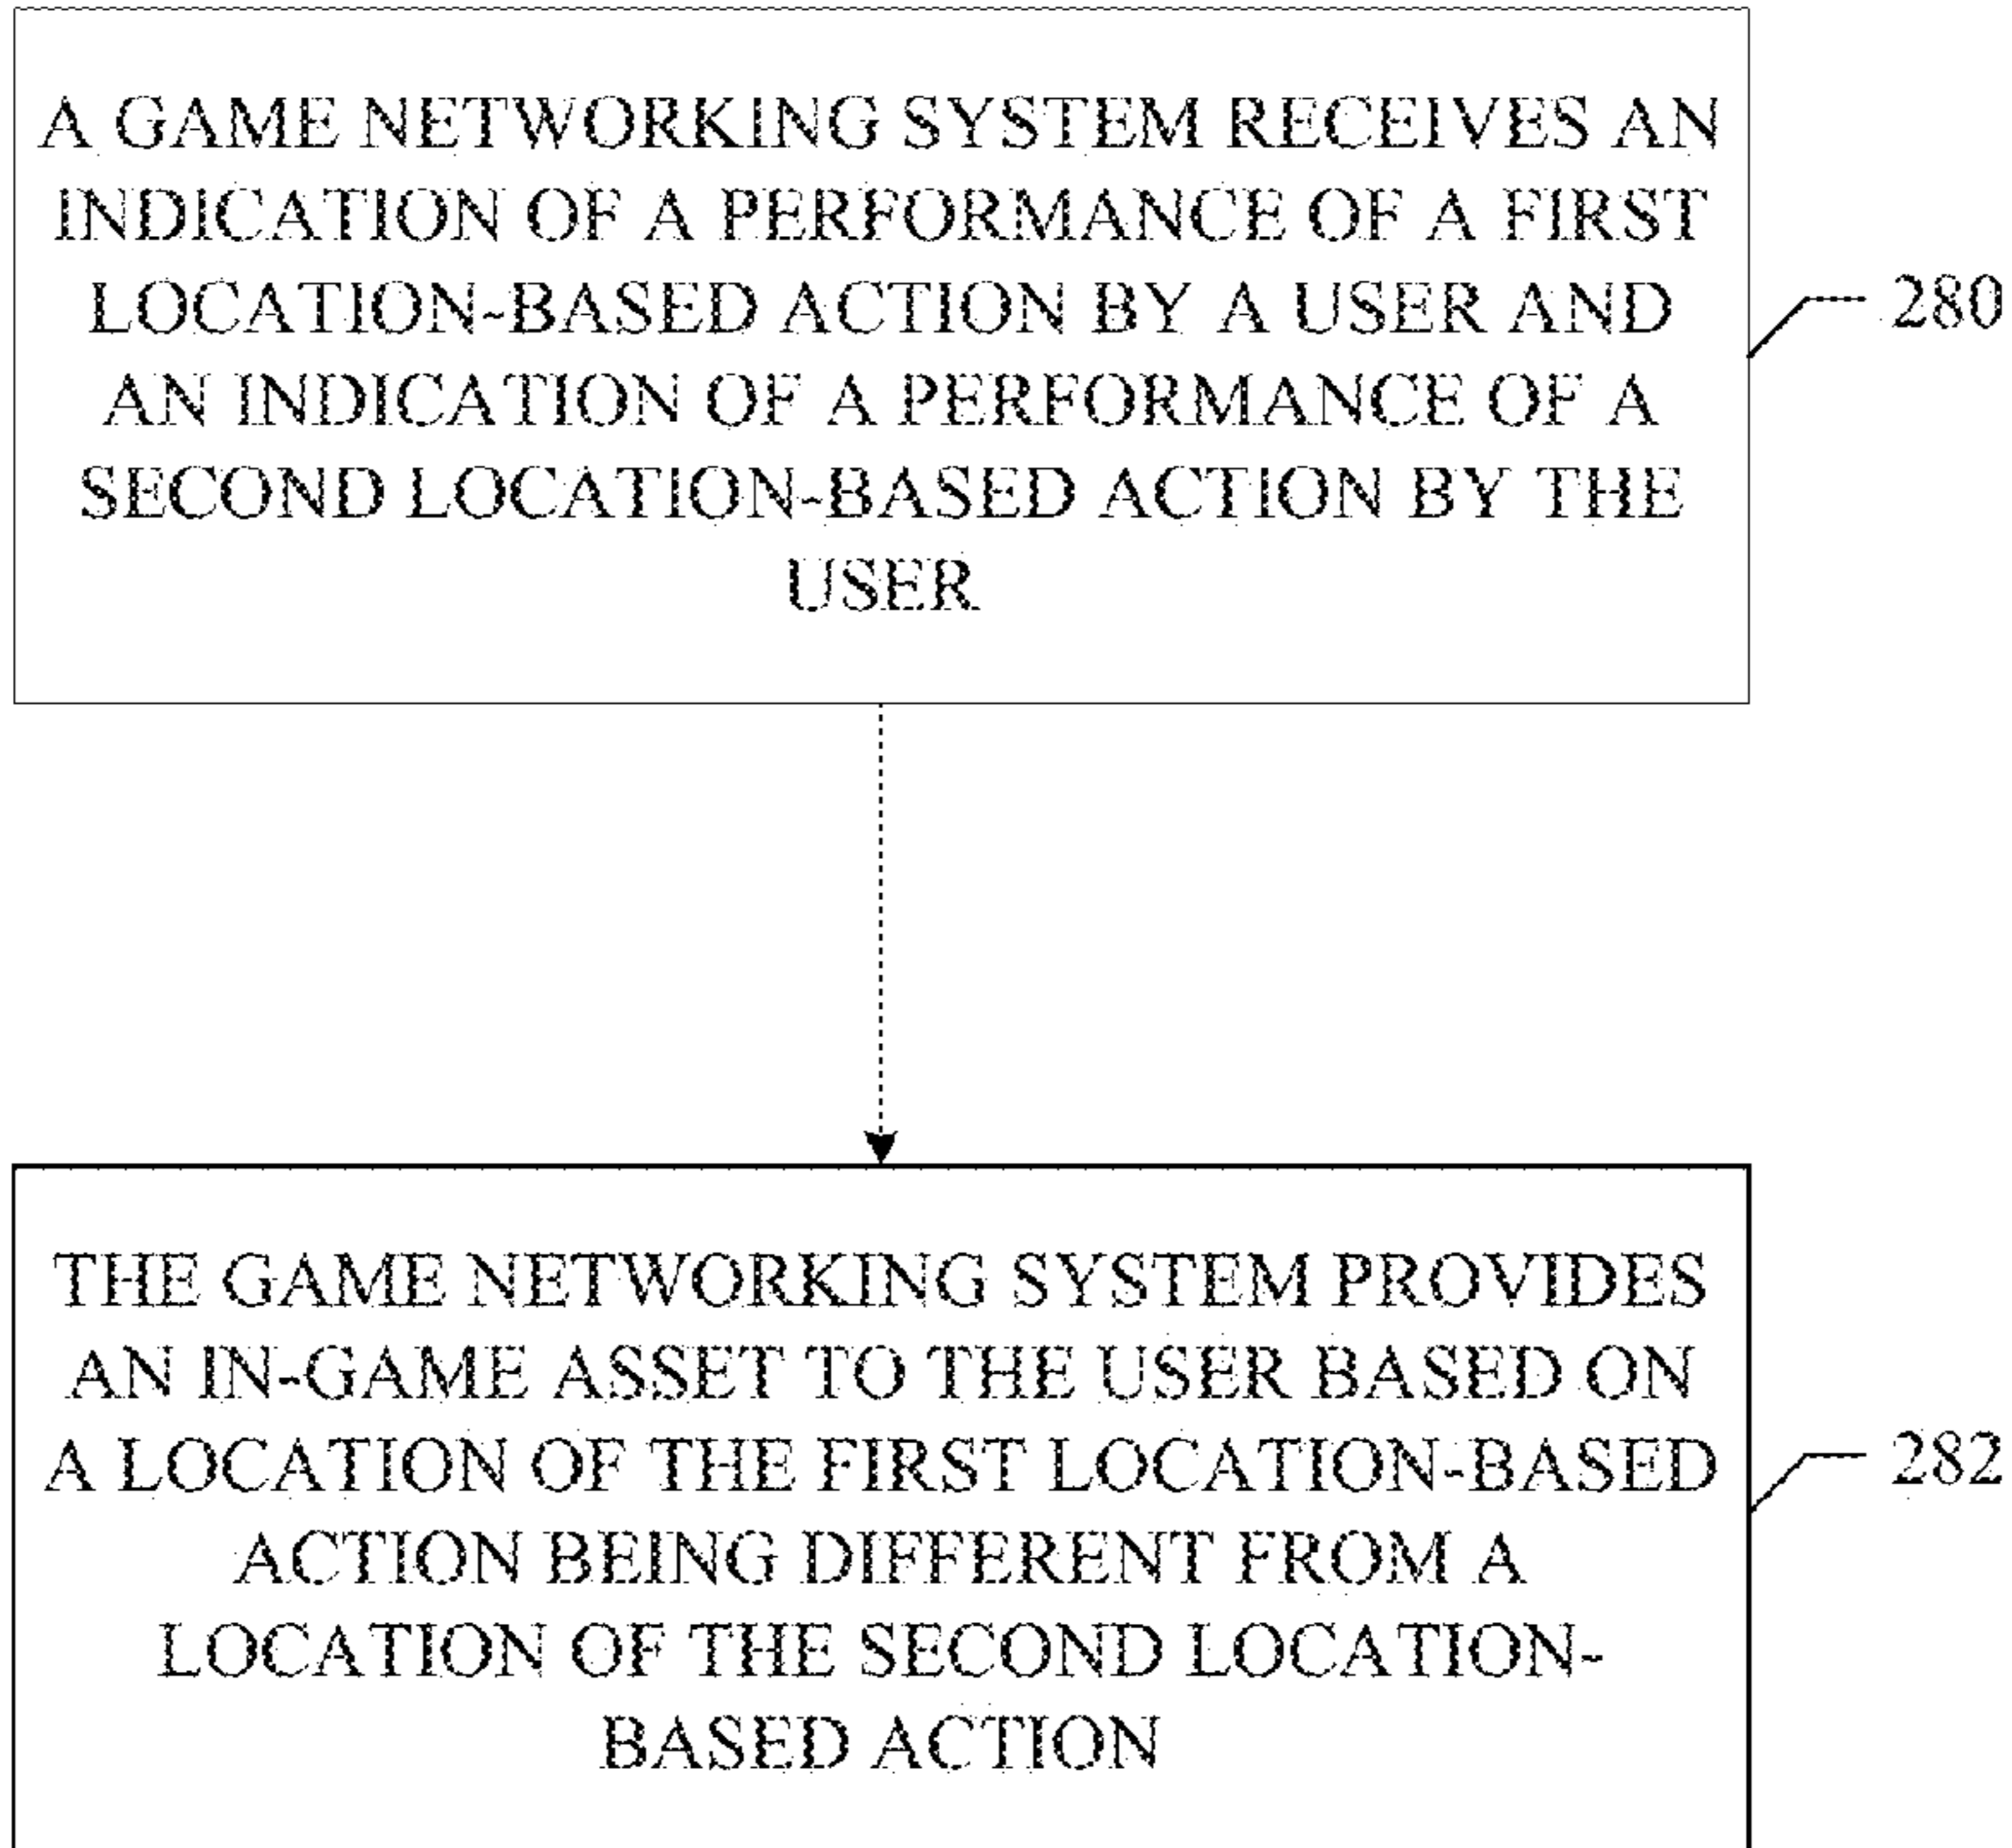 A GAME NETWORKING SYSTEM RECEIVES AN
INDICATION OF A PERFORMANCE OF A FIRST
LOCATION-BASED ACTION BY A USER AND
AN INDICATION OF A PERFORMANCE OF A
SECOND LOCATION-BASED ACTION BY THE
USER
280
THE GAME NETWORKING SYSTEM PROVIDES
AN IN-GAME ASSET TO THE USER BASED ON
A LOCATION OF THE FIRST LOCATION-BASED
ACTION BEING DIFFERENT FROM A
LOCATION OF THE SECOND LOCATION-
BASED ACTION
282